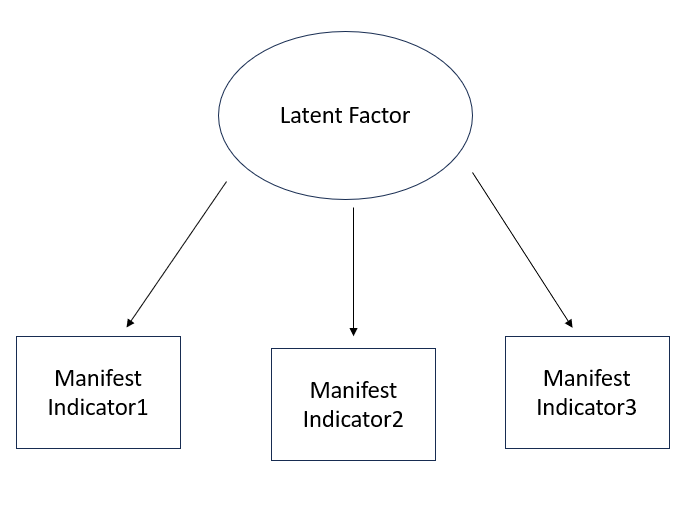 Latent Factor
Manifest
Indicator1
Manifest
Indicator2
Manifest
Indicator3